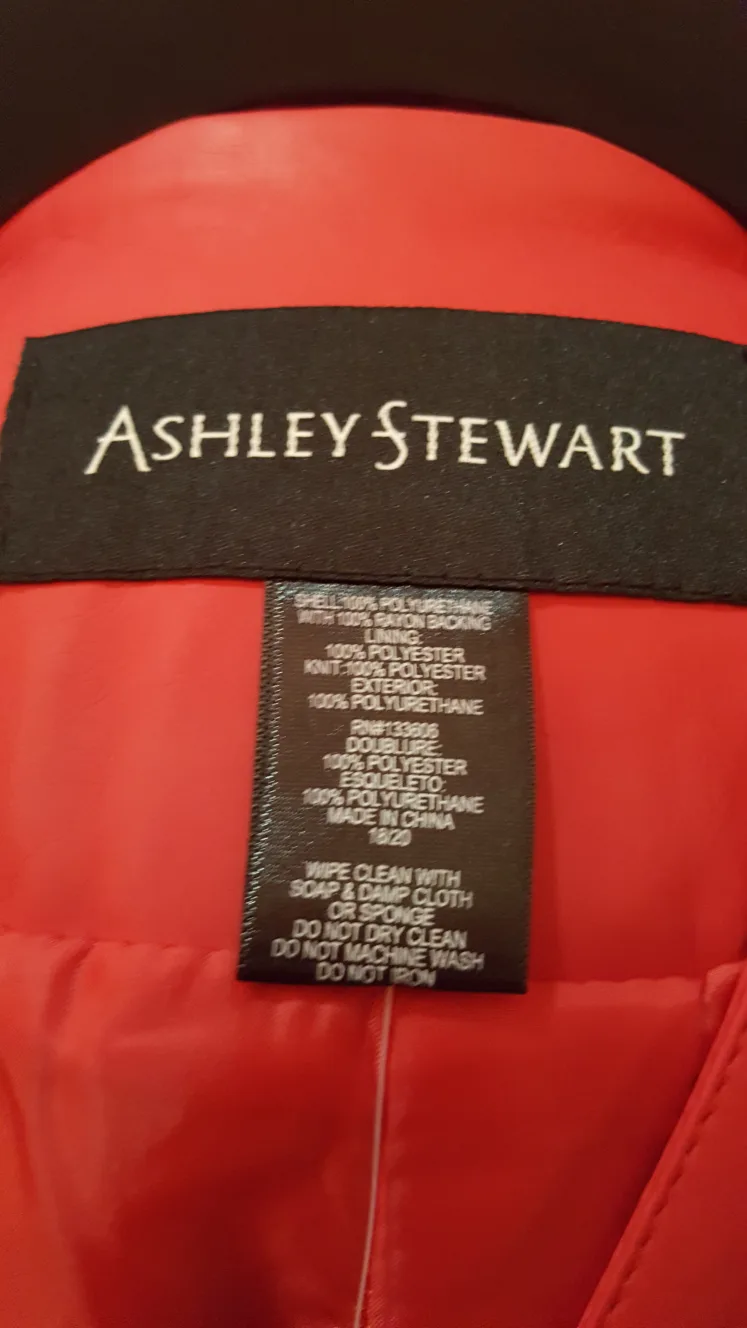 ASHLEY STEWART
SHELL:100% POLYURETHANE
WITH 100% RAYON BACKING
LINING:
100% POLYESTER
KNIT:100% POLYESTER
EXTERIOR:
100% POLYURETHANE
RN#133606
DOUBLURE:
100% POLYESTER
ESQUELETO:
100% POLYURETHANE
MADE IN CHINA
18/20
WIPE CLEAN WITH
SOAP & DAMP CLOTH
OR SPONGE
DO NOT DRY CLEAN
DO NOT MACHINE WASH
DO NOT IRON